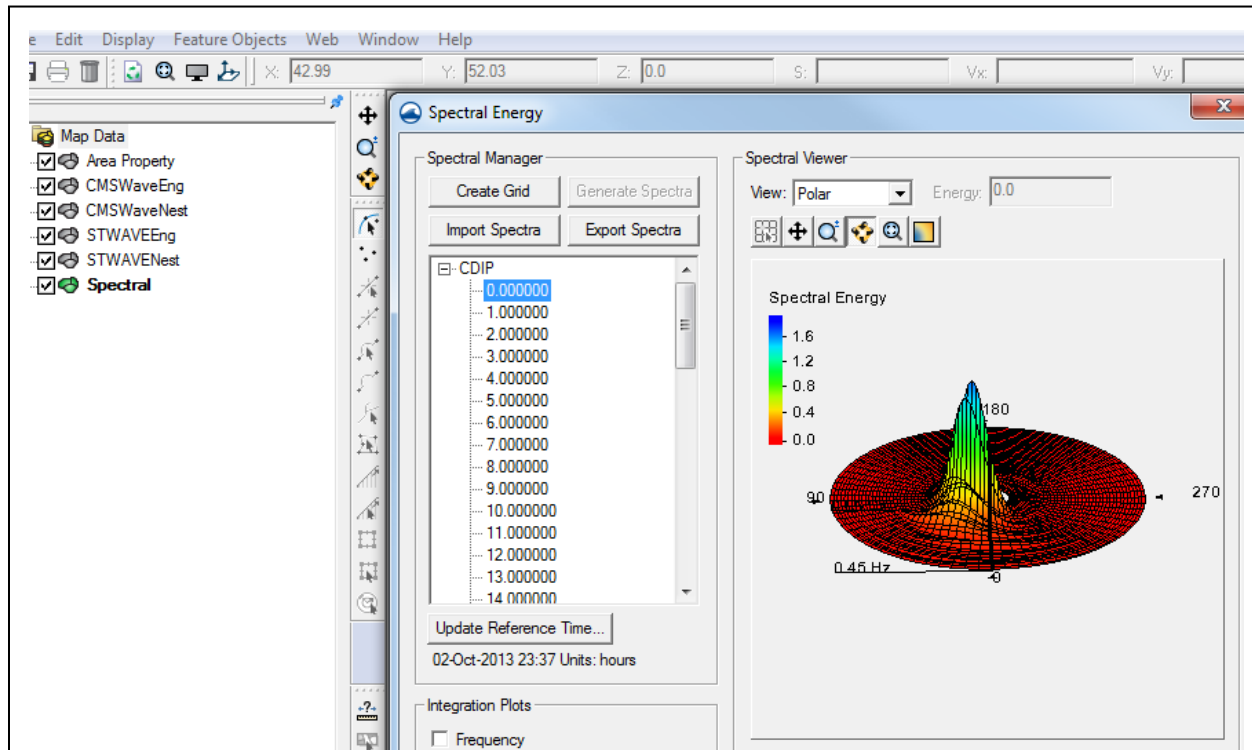 e Edit Display Feature Objects Web Window Help
X: 42.99 Y: 52.03 Z: 0.0 S: Vx: Vy:
Map Data
Area Property
CMSWaveEng
CMSWaveNest
STWAVEEng
STWAVENest
Spectral
Spectral Energy
Spectral Manager
Create Grid Generate Spectra
Import Spectra Export Spectra
CDIP
0.000000
1.000000
2.000000
3.000000
4.000000
5.000000
6.000000
7.000000
8.000000
9.000000
10.000000
11.000000
12.000000
13.000000
14.000000
Update Reference Time...
02-Oct-2013 23:37 Units: hours
Integration Plots
Frequency
Spectral Viewer
View: Polar Energy: 0.0
Spectral Energy
1.6
1.2
0.8
0.4
0.0
180
90
270
0.45 Hz
0